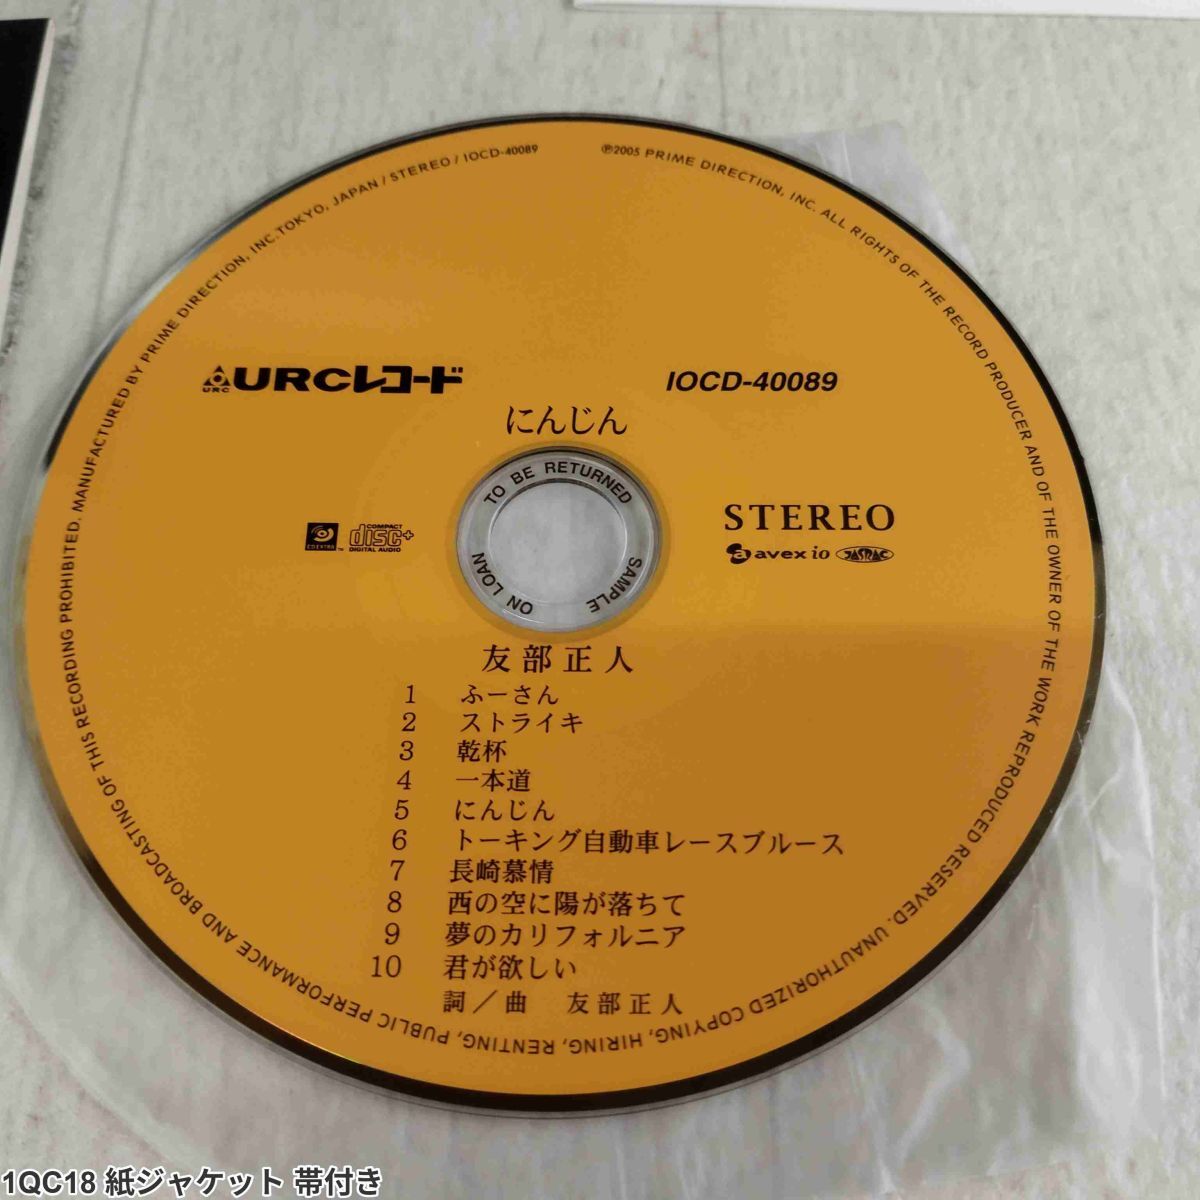 MANUFACTURED BY PRIME DIRECTION, INC.TOKYO, JAPAN / STEREO / IOCD-40089
℗2005 PRIME DIRECTION, INC. ALL RIGHTS OF THE RECORD PRODUCER AND OF THE OWNER OF THE WORK REPRODUCED RESERVED. UNAUTHORIZED COPYING, HIRING, RENTING, PUBLIC PERFORMANCE AND BROADCASTING OF THIS RECORDING PROHIBITED.
URC URCレコード
IOCD-40089
にんじん
TO BE RETURNED
SAMPLE
ON LOAN
CD EXTRA TM COMPACT disc+ DIGITAL AUDIO
STEREO
a avex io JASRAC
友部正人
1 ふーさん
2 ストライキ
3 乾杯
4 一本道
5 にんじん
6 トーキング自動車レースブルース
7 長崎慕情
8 西の空に陽が落ちて
9 夢のカリフォルニア
10 君が欲しい
詞／曲 友部正人
1QC18 紙ジャケット 帯付き